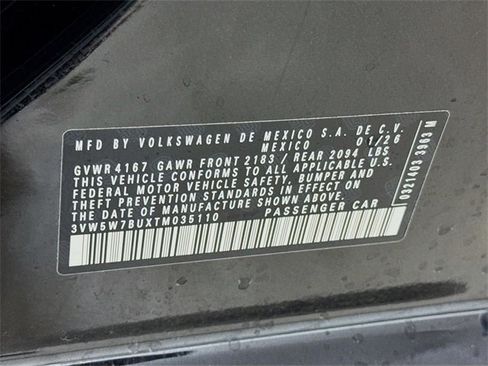 MFD BY VOLKSWAGEN DE MEXICO S.A. DE C.V.
MEXICO 01/26
GVWR 4167 GAWR FRONT 2183 / REAR 2094 LBS
THIS VEHICLE CONFORMS TO ALL APPLICABLE U.S.
FEDERAL MOTOR VEHICLE SAFETY, BUMPER AND
THEFT PREVENTION STANDARDS IN EFFECT ON THE
DATE OF MANUFACTURE SHOWN ABOVE.
3VW5W7BUXTM035110 PASSENGER CAR
0321403 3963 M